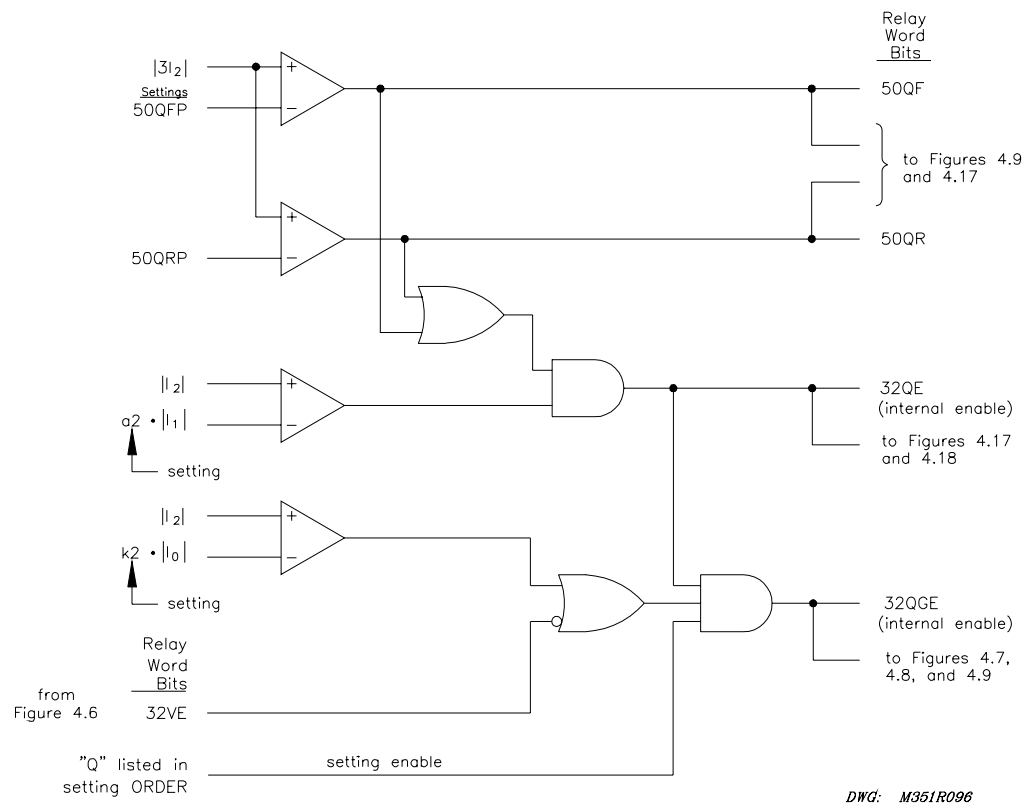 Relay
Word
Bits
|3I₂|
Settings
50QFP
+
−
50QF
to Figures 4.9
and 4.17
50QRP
+
−
50QR
|I₂|
a2 • |I₁|
+
−
setting
32QE
(internal enable)
to Figures 4.17
and 4.18
|I₂|
k2 • |I₀|
+
−
setting
32QGE
(internal enable)
to Figures 4.7,
4.8, and 4.9
Relay
Word
Bits
from
Figure 4.6
32VE
"Q" listed in
setting ORDER
setting enable
DWG: M351R096